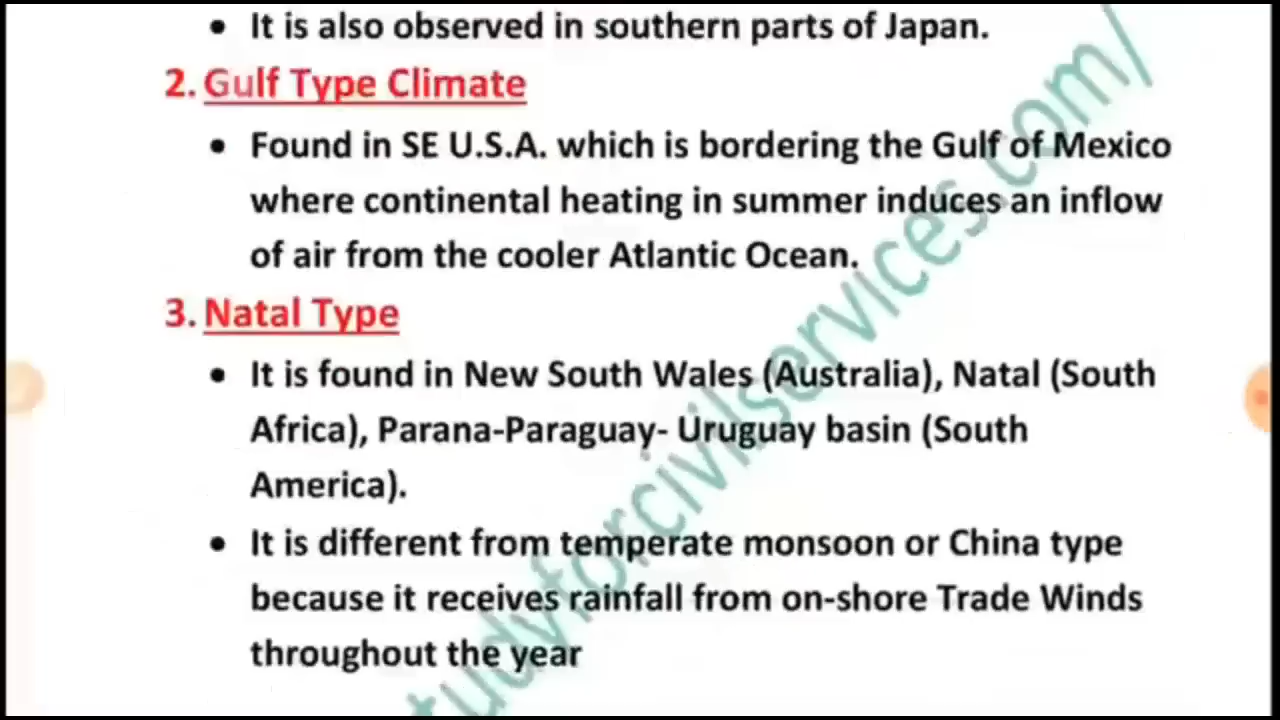 • It is also observed in southern parts of Japan.
2. Gulf Type Climate
• Found in SE U.S.A. which is bordering the Gulf of Mexico
where continental heating in summer induces an inflow
of air from the cooler Atlantic Ocean.
3. Natal Type
• It is found in New South Wales (Australia), Natal (South
Africa), Parana-Paraguay- Uruguay basin (South
America).
• It is different from temperate monsoon or China type
because it receives rainfall from on-shore Trade Winds
throughout the year
tudyforcivilservices.com/